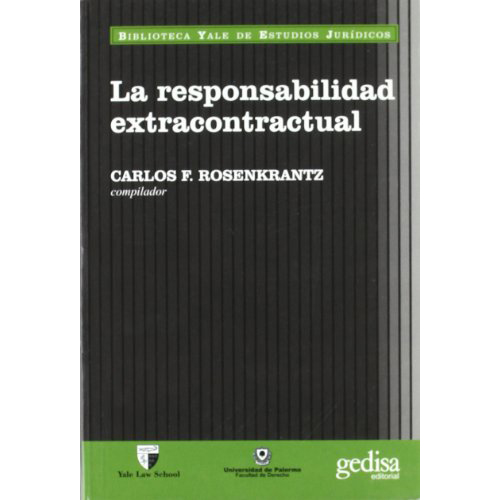 BIBLIOTECA YALE DE ESTUDIOS JURÍDICOS
La responsabilidad
extracontractual
CARLOS F. ROSENKRANTZ
compilador
Yale Law School
Universidad de Palermo
Facultad de Derecho
gedisa
editorial